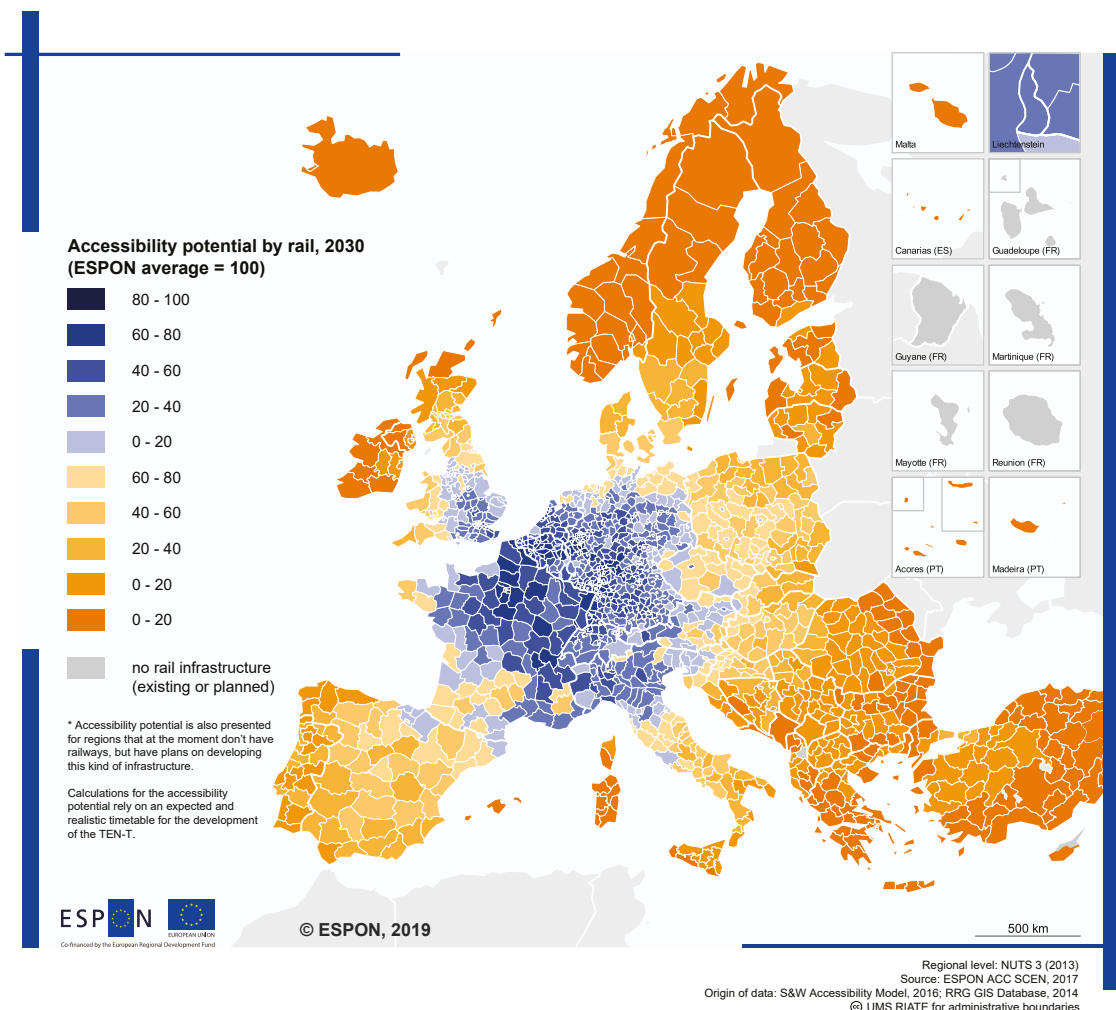 Accessibility potential by rail, 2030
(ESPON average = 100)
80 - 100
60 - 80
40 - 60
20 - 40
0 - 20
60 - 80
40 - 60
20 - 40
0 - 20
0 - 20
no rail infrastructure
(existing or planned)
* Accessibility potential is also presented
for regions that at the moment don't have
railways, but have plans on developing
this kind of infrastructure.
Calculations for the accessibility
potential rely on an expected and
realistic timetable for the development
of the TEN-T.
Malta
Liechtenstein
Canarias (ES)
Guadeloupe (FR)
Guyane (FR)
Martinique (FR)
Mayotte (FR)
Reunion (FR)
Acores (PT)
Madeira (PT)
ESPON
EUROPEAN UNION
Co-financed by the European Regional Development Fund
© ESPON, 2019
500 km
Regional level: NUTS 3 (2013)
Source: ESPON ACC SCEN, 2017
Origin of data: S&W Accessibility Model, 2016; RRG GIS Database, 2014
🄯 UMS RIATE for administrative boundaries